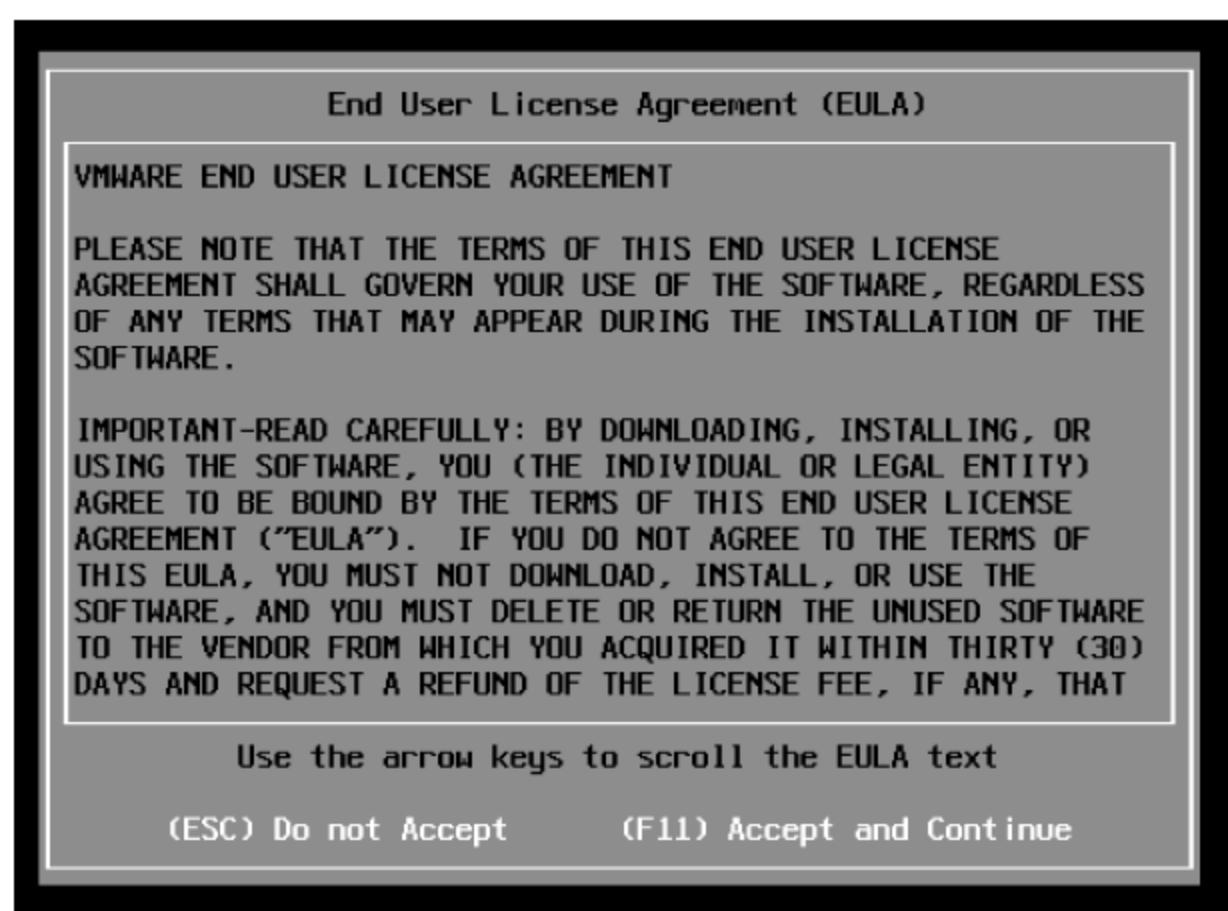 End User License Agreement (EULA)
VMWARE END USER LICENSE AGREEMENT
PLEASE NOTE THAT THE TERMS OF THIS END USER LICENSE
AGREEMENT SHALL GOVERN YOUR USE OF THE SOFTWARE, REGARDLESS
OF ANY TERMS THAT MAY APPEAR DURING THE INSTALLATION OF THE
SOFTWARE.
IMPORTANT-READ CAREFULLY: BY DOWNLOADING, INSTALLING, OR
USING THE SOFTWARE, YOU (THE INDIVIDUAL OR LEGAL ENTITY)
AGREE TO BE BOUND BY THE TERMS OF THIS END USER LICENSE
AGREEMENT ("EULA").  IF YOU DO NOT AGREE TO THE TERMS OF
THIS EULA, YOU MUST NOT DOWNLOAD, INSTALL, OR USE THE
SOFTWARE, AND YOU MUST DELETE OR RETURN THE UNUSED SOFTWARE
TO THE VENDOR FROM WHICH YOU ACQUIRED IT WITHIN THIRTY (30)
DAYS AND REQUEST A REFUND OF THE LICENSE FEE, IF ANY, THAT
Use the arrow keys to scroll the EULA text
(ESC) Do not Accept (F11) Accept and Continue